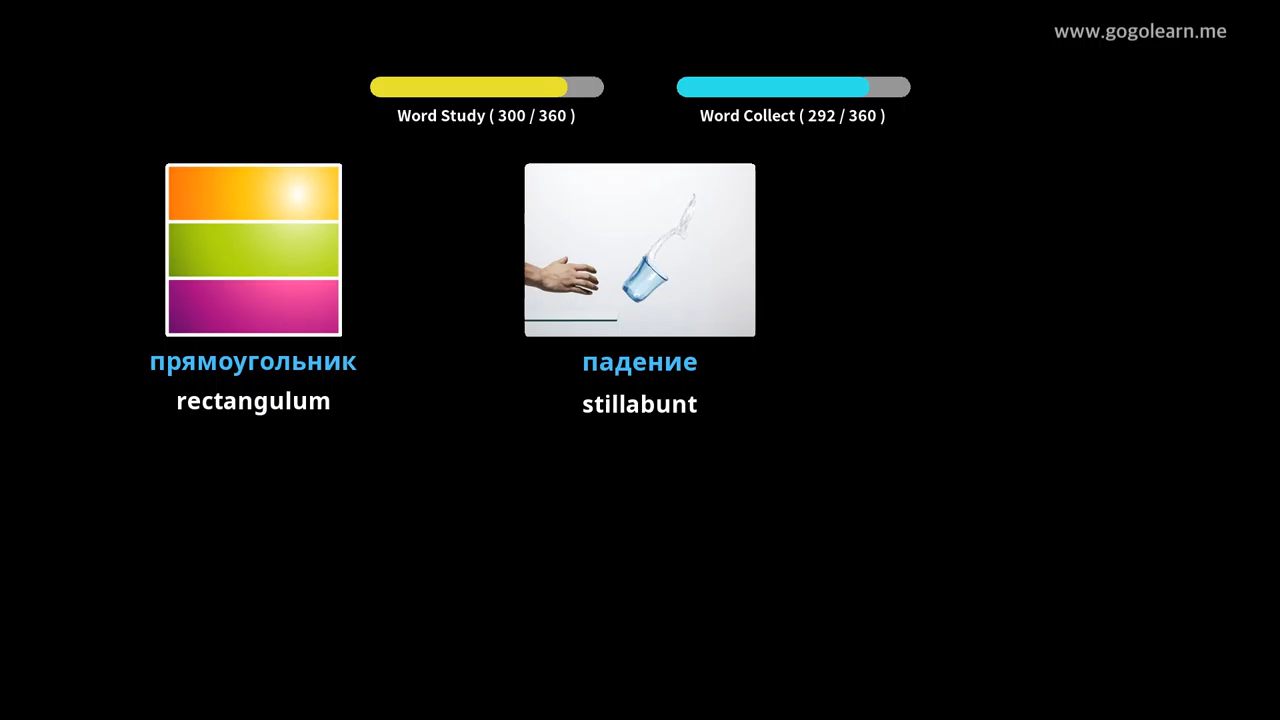 www.gogolearn.me
Word Study ( 300 / 360 )
Word Collect ( 292 / 360 )
прямоугольник
rectangulum
падение
stillabunt